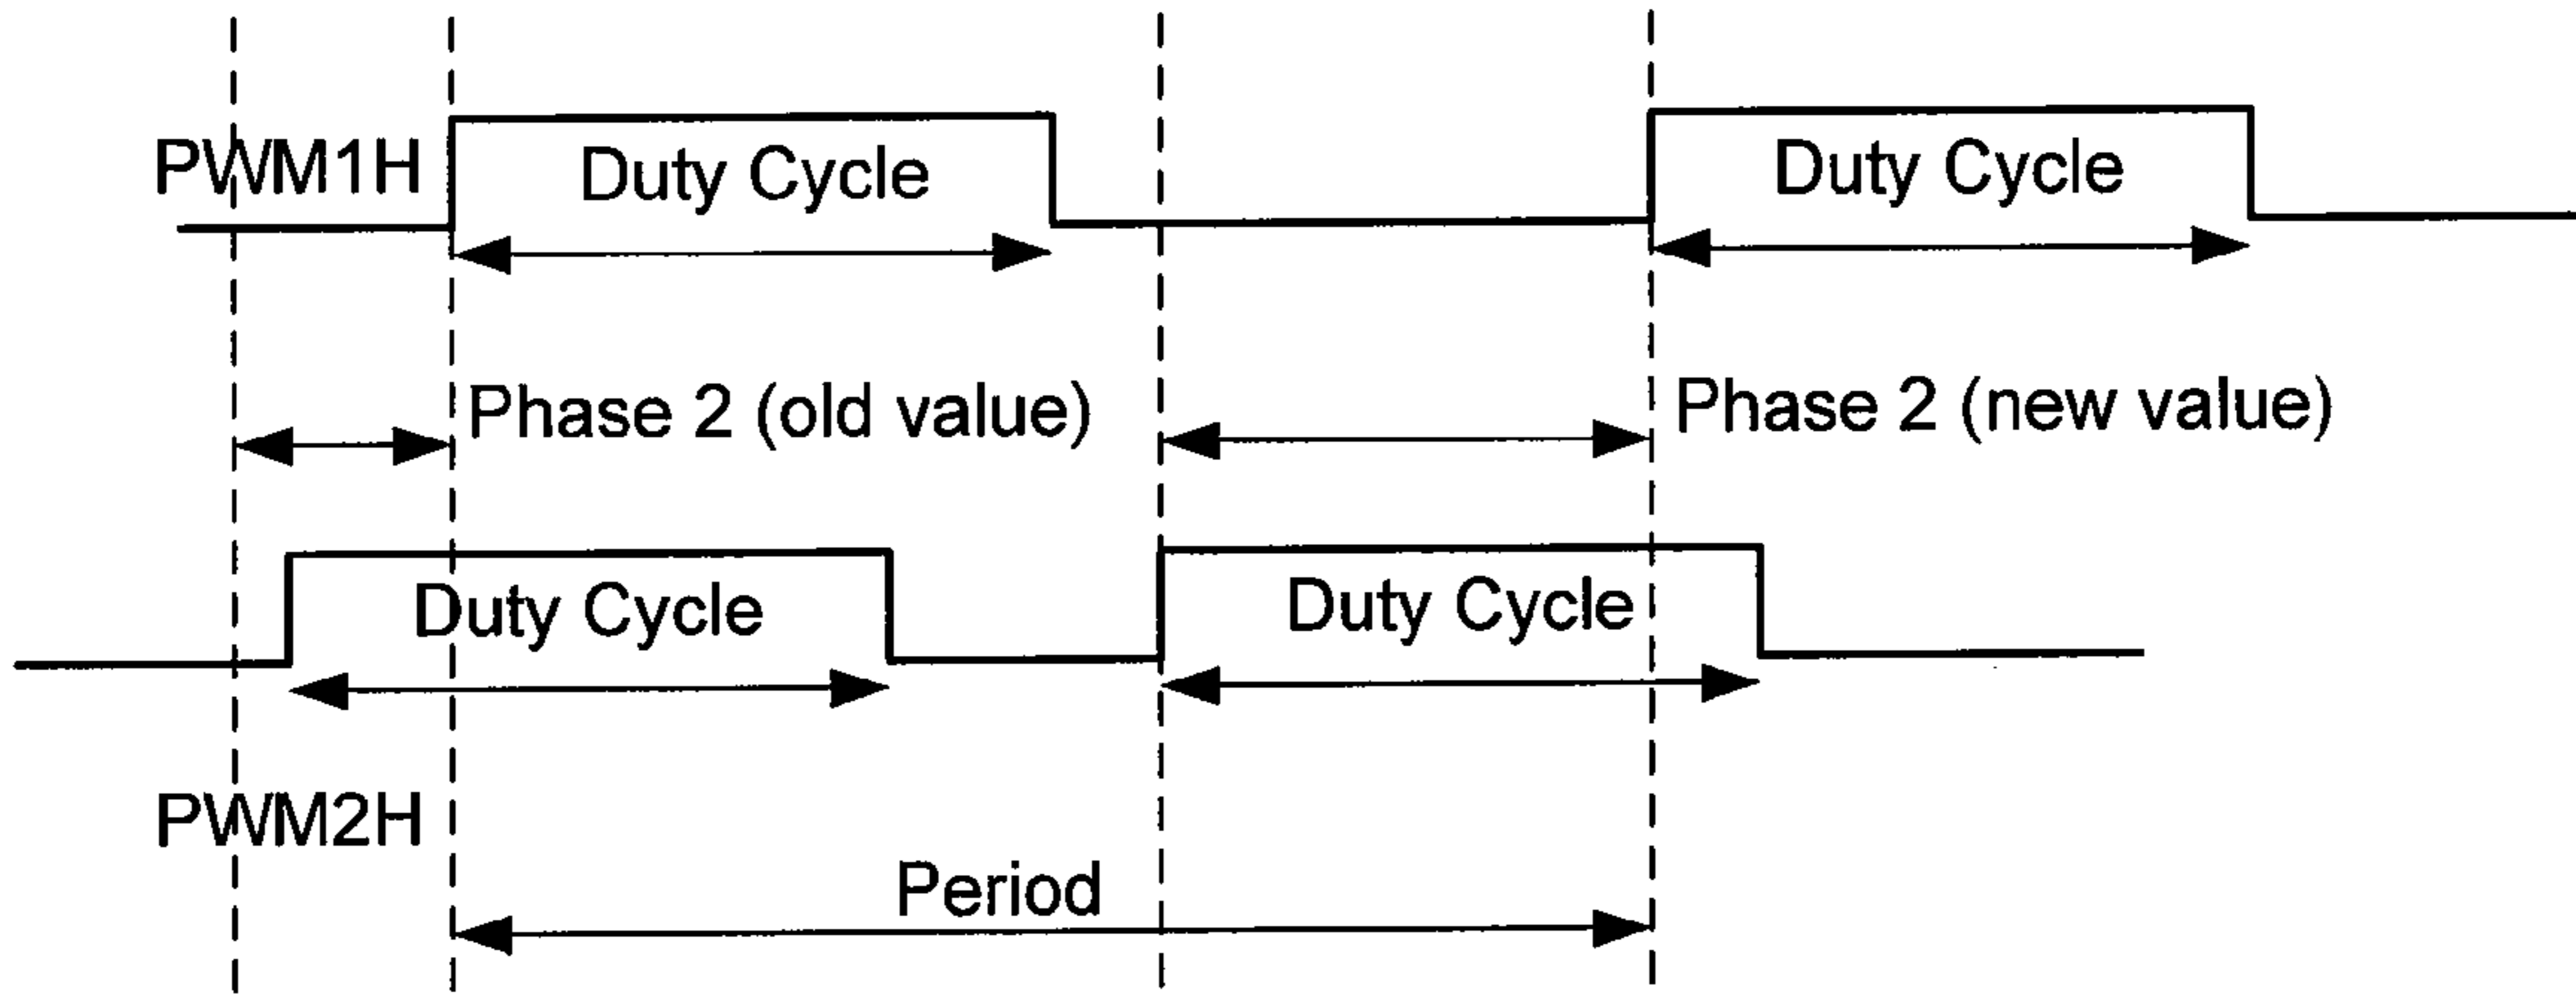 PWM1H
Duty Cycle
Duty Cycle
Phase 2 (old value)
Phase 2 (new value)
Duty Cycle
Duty Cycle
PWM2H
Period